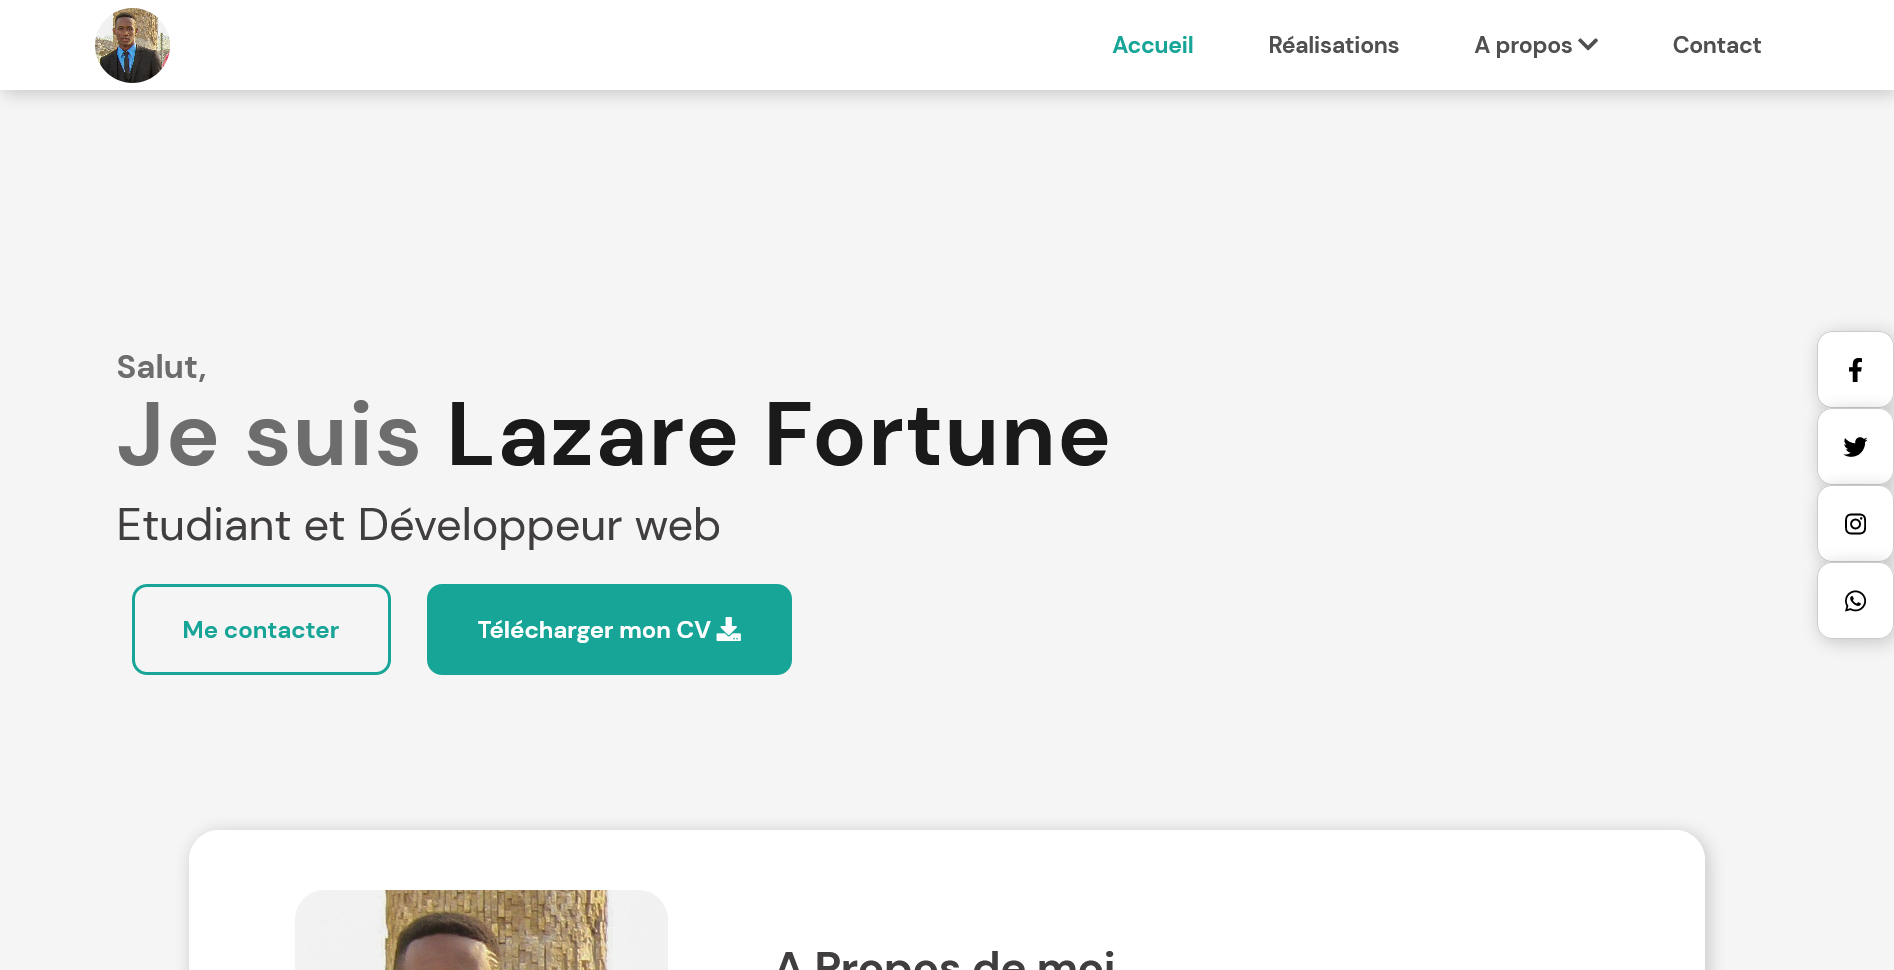 Accueil Réalisations A propos Contact
Salut,
Je suis Lazare Fortune
Etudiant et Développeur web
Me contacter Télécharger mon CV
A Propos de moi